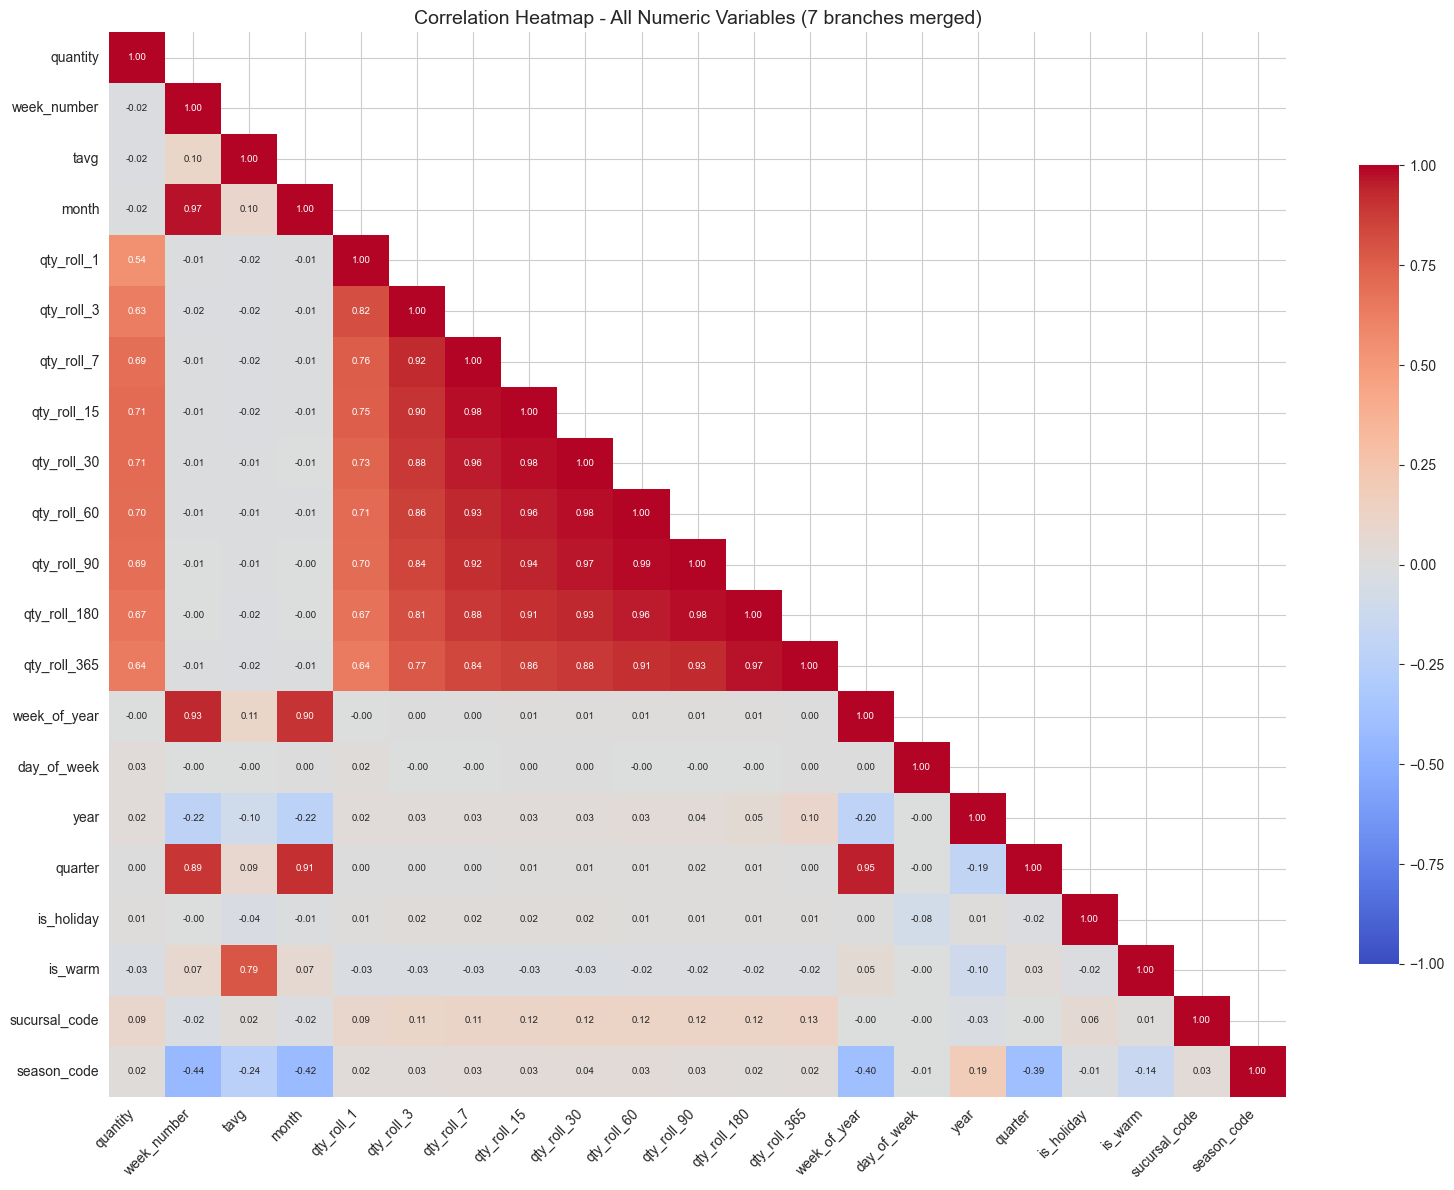 Correlation Heatmap - All Numeric Variables (7 branches merged)
quantity 1.00
week_number -0.02 1.00
tavg -0.02 0.10 1.00
month -0.02 0.97 0.10 1.00
qty_roll_1 0.54 -0.01 -0.02 -0.01 1.00
qty_roll_3 0.63 -0.02 -0.02 -0.01 0.82 1.00
qty_roll_7 0.69 -0.01 -0.02 -0.01 0.76 0.92 1.00
qty_roll_15 0.71 -0.01 -0.02 -0.01 0.75 0.90 0.98 1.00
qty_roll_30 0.71 -0.01 -0.01 -0.01 0.73 0.88 0.96 0.98 1.00
qty_roll_60 0.70 -0.01 -0.01 -0.01 0.71 0.86 0.93 0.96 0.98 1.00
qty_roll_90 0.69 -0.01 -0.01 -0.00 0.70 0.84 0.92 0.94 0.97 0.99 1.00
qty_roll_180 0.67 -0.00 -0.02 -0.00 0.67 0.81 0.88 0.91 0.93 0.96 0.98 1.00
qty_roll_365 0.64 -0.01 -0.02 -0.01 0.64 0.77 0.84 0.86 0.88 0.91 0.93 0.97 1.00
week_of_year -0.00 0.93 0.11 0.90 -0.00 0.00 0.00 0.01 0.01 0.01 0.01 0.01 0.00 1.00
day_of_week 0.03 -0.00 -0.00 0.00 0.02 -0.00 -0.00 0.00 0.00 -0.00 -0.00 -0.00 0.00 0.00 1.00
year 0.02 -0.22 -0.10 -0.22 0.02 0.03 0.03 0.03 0.03 0.03 0.04 0.05 0.10 -0.20 -0.00 1.00
quarter 0.00 0.89 0.09 0.91 0.00 0.00 0.00 0.01 0.01 0.01 0.02 0.01 0.00 0.95 -0.00 -0.19 1.00
is_holiday 0.01 -0.00 -0.04 -0.01 0.01 0.02 0.02 0.02 0.02 0.01 0.01 0.01 0.01 0.00 -0.08 0.01 -0.02 1.00
is_warm -0.03 0.07 0.79 0.07 -0.03 -0.03 -0.03 -0.03 -0.03 -0.02 -0.02 -0.02 -0.02 0.05 -0.00 -0.10 0.03 -0.02 1.00
sucursal_code 0.09 -0.02 0.02 -0.02 0.09 0.11 0.11 0.12 0.12 0.12 0.12 0.12 0.13 -0.00 -0.00 -0.03 -0.00 0.06 0.01 1.00
season_code 0.02 -0.44 -0.24 -0.42 0.02 0.03 0.03 0.03 0.04 0.03 0.03 0.02 0.02 -0.40 -0.01 0.19 -0.39 -0.01 -0.14 0.03 1.00
quantity
week_number
tavg
month
qty_roll_1
qty_roll_3
qty_roll_7
qty_roll_15
qty_roll_30
qty_roll_60
qty_roll_90
qty_roll_180
qty_roll_365
week_of_year
day_of_week
year
quarter
is_holiday
is_warm
sucursal_code
season_code
1.00
0.75
0.50
0.25
0.00
−0.25
−0.50
−0.75
−1.00